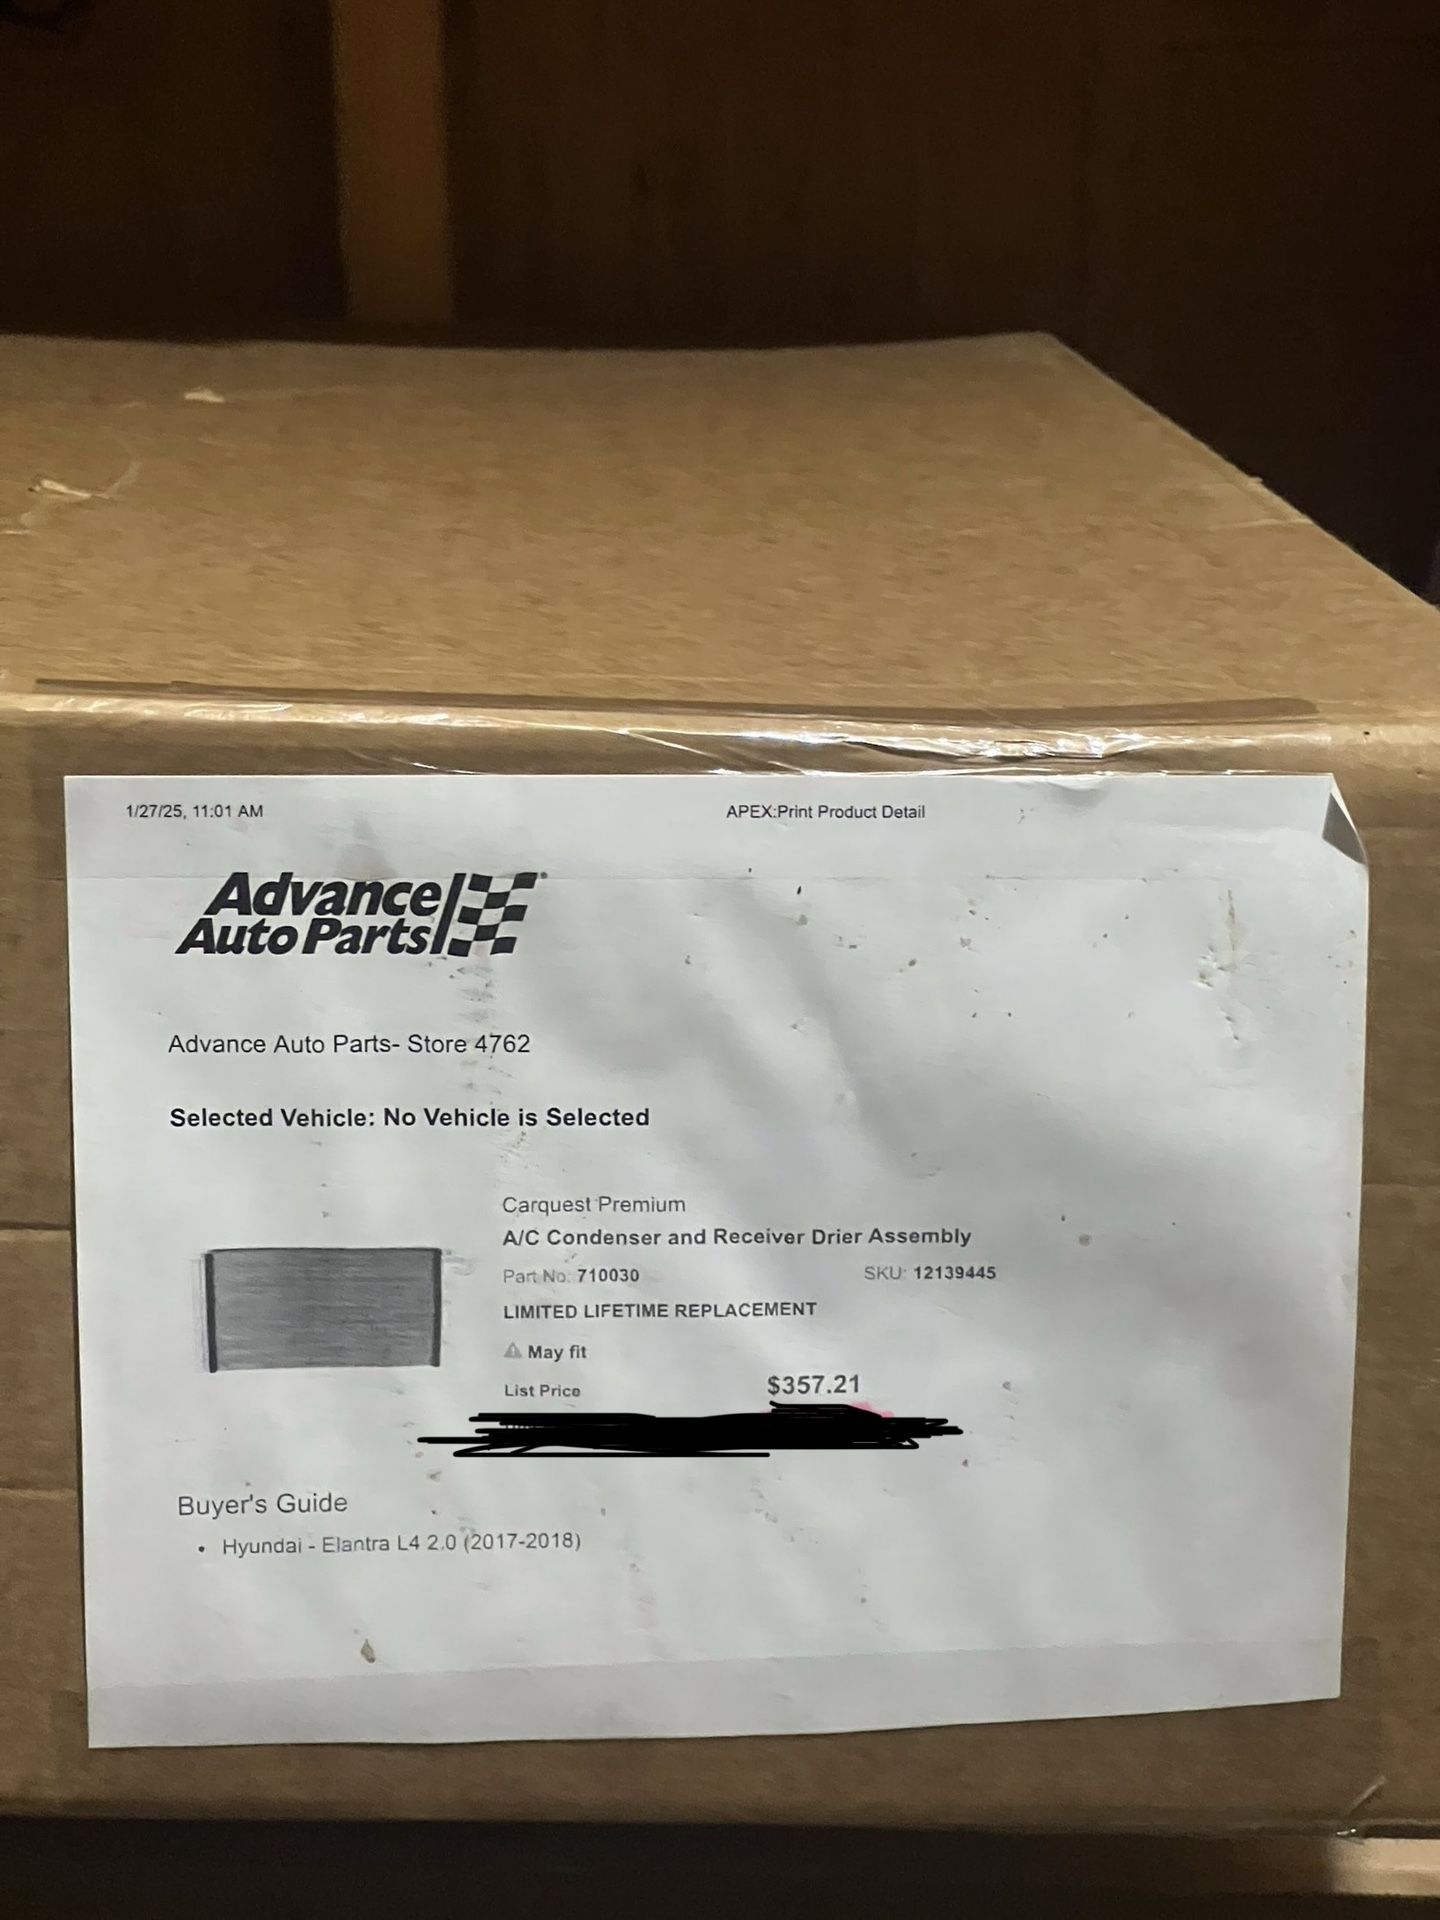 1/27/25, 11:01 AM APEX:Print Product Detail
Advance
Auto Parts
Advance Auto Parts- Store 4762
Selected Vehicle: No Vehicle is Selected
Carquest Premium
A/C Condenser and Receiver Drier Assembly
Part No: 710030 SKU: 12139445
LIMITED LIFETIME REPLACEMENT
May fit
List Price $357.21
Buyer's Guide
• Hyundai - Elantra L4 2.0 (2017-2018)